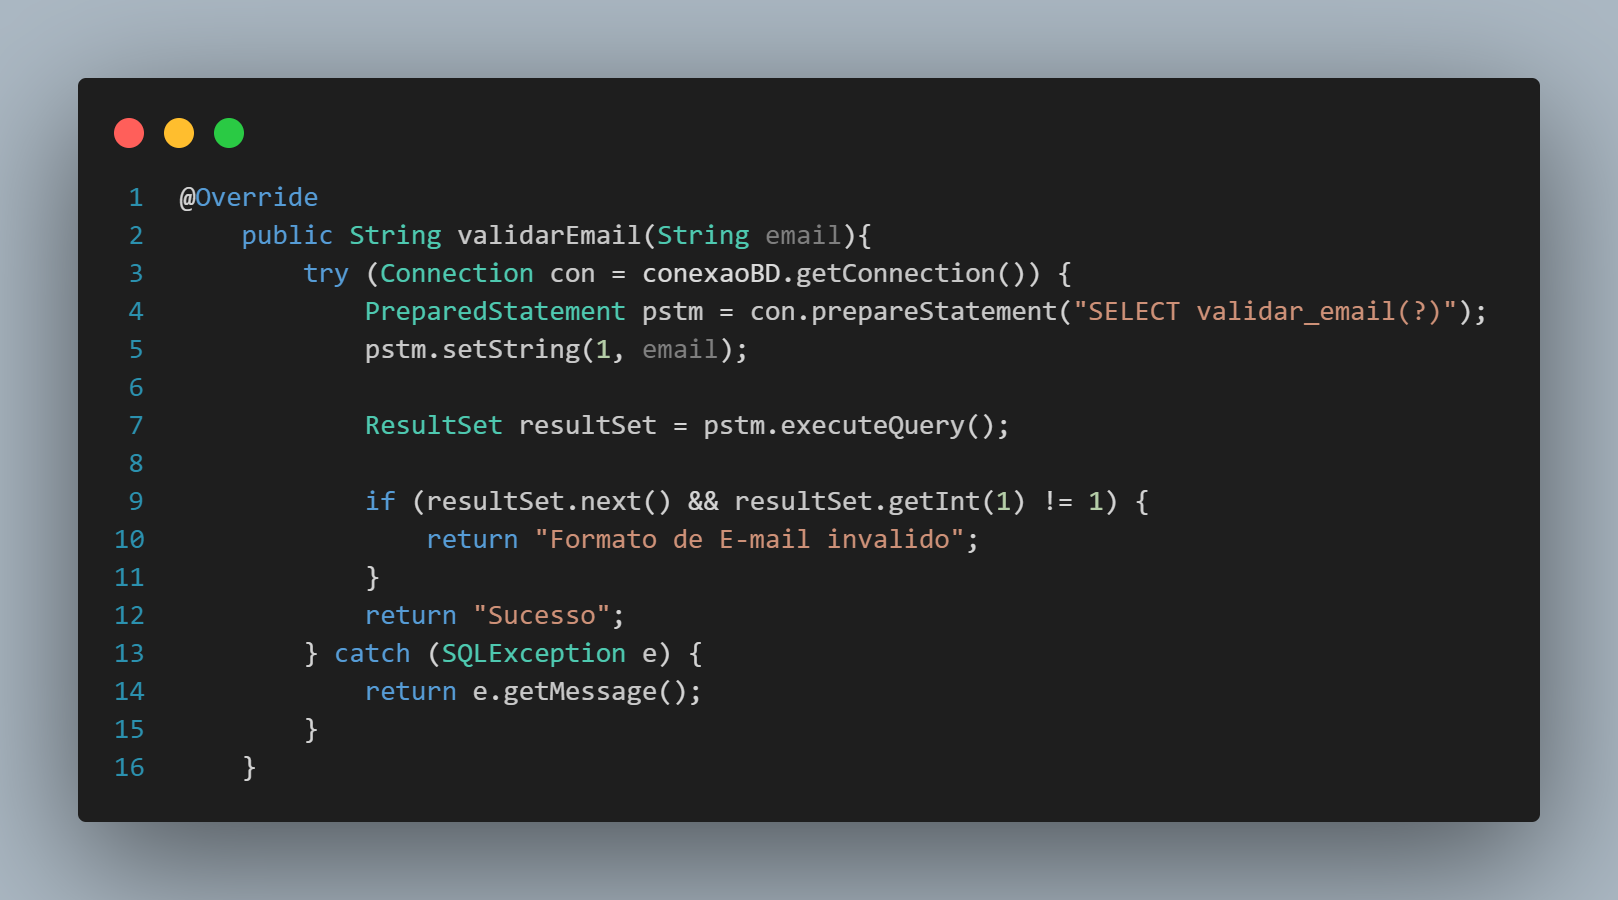 1 @Override
2     public String validarEmail(String email){
3         try (Connection con = conexaoBD.getConnection()) {
4             PreparedStatement pstm = con.prepareStatement("SELECT validar_email(?)");
5             pstm.setString(1, email);
6
7             ResultSet resultSet = pstm.executeQuery();
8
9             if (resultSet.next() && resultSet.getInt(1) != 1) {
10                 return "Formato de E-mail invalido";
11             }
12             return "Sucesso";
13         } catch (SQLException e) {
14             return e.getMessage();
15         }
16     }